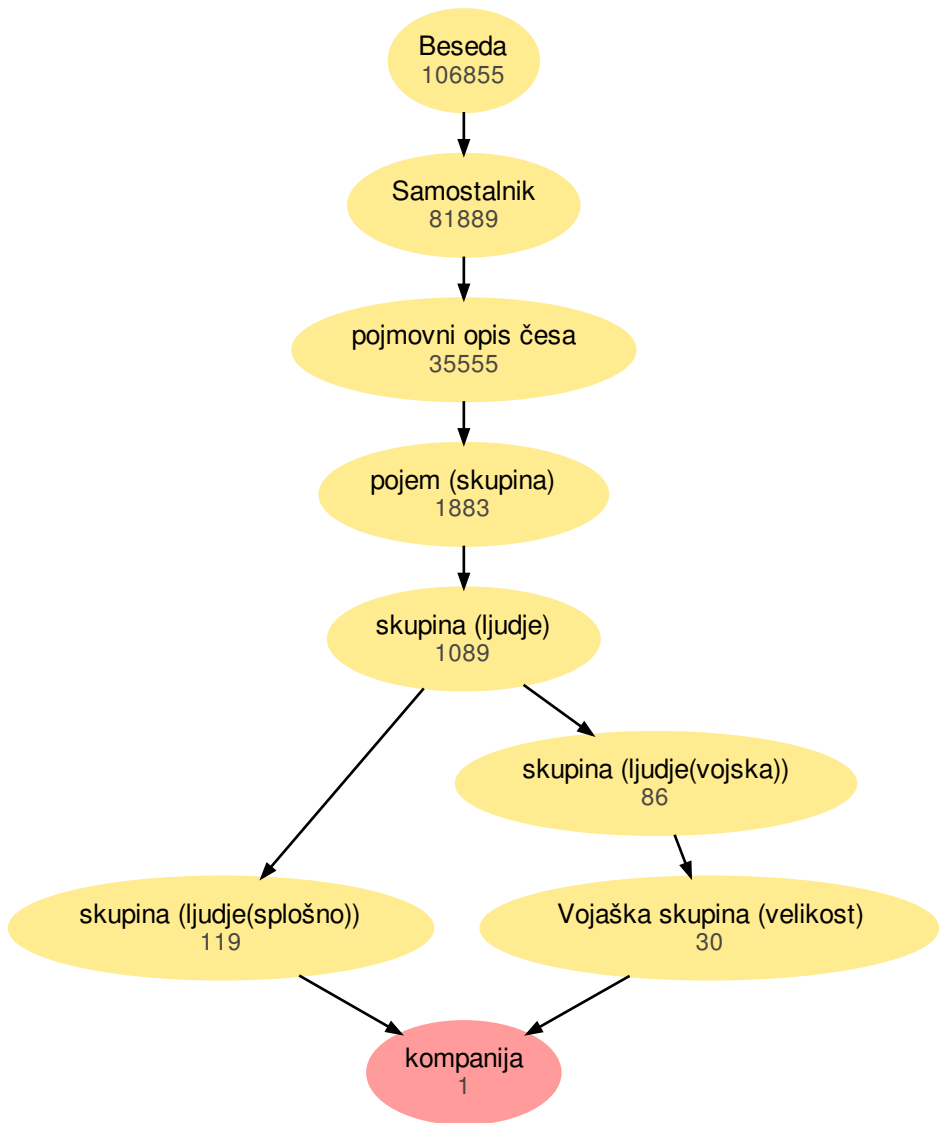 Beseda
106855
Samostalnik
81889
pojmovni opis česa
35555
pojem (skupina)
1883
skupina (ljudje)
1089
skupina (ljudje(vojska))
86
skupina (ljudje(splošno))
119
Vojaška skupina (velikost)
30
kompanija
1